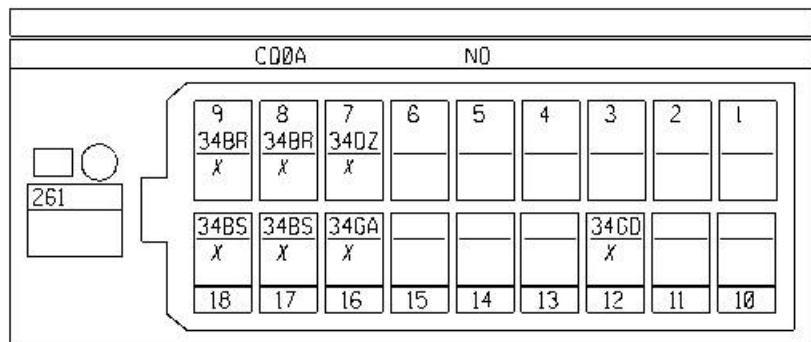 CQ0A NO
9 8 7 6 5 4 3 2 1
34BR 34BR 34DZ
X X X
261
34BS 34BS 34GA 34GD
X X X X
18 17 16 15 14 13 12 11 10